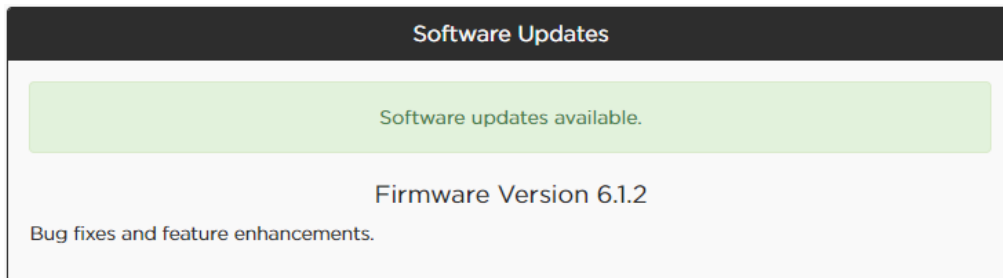 Software Updates
Software updates available.
Firmware Version 6.1.2
Bug fixes and feature enhancements.